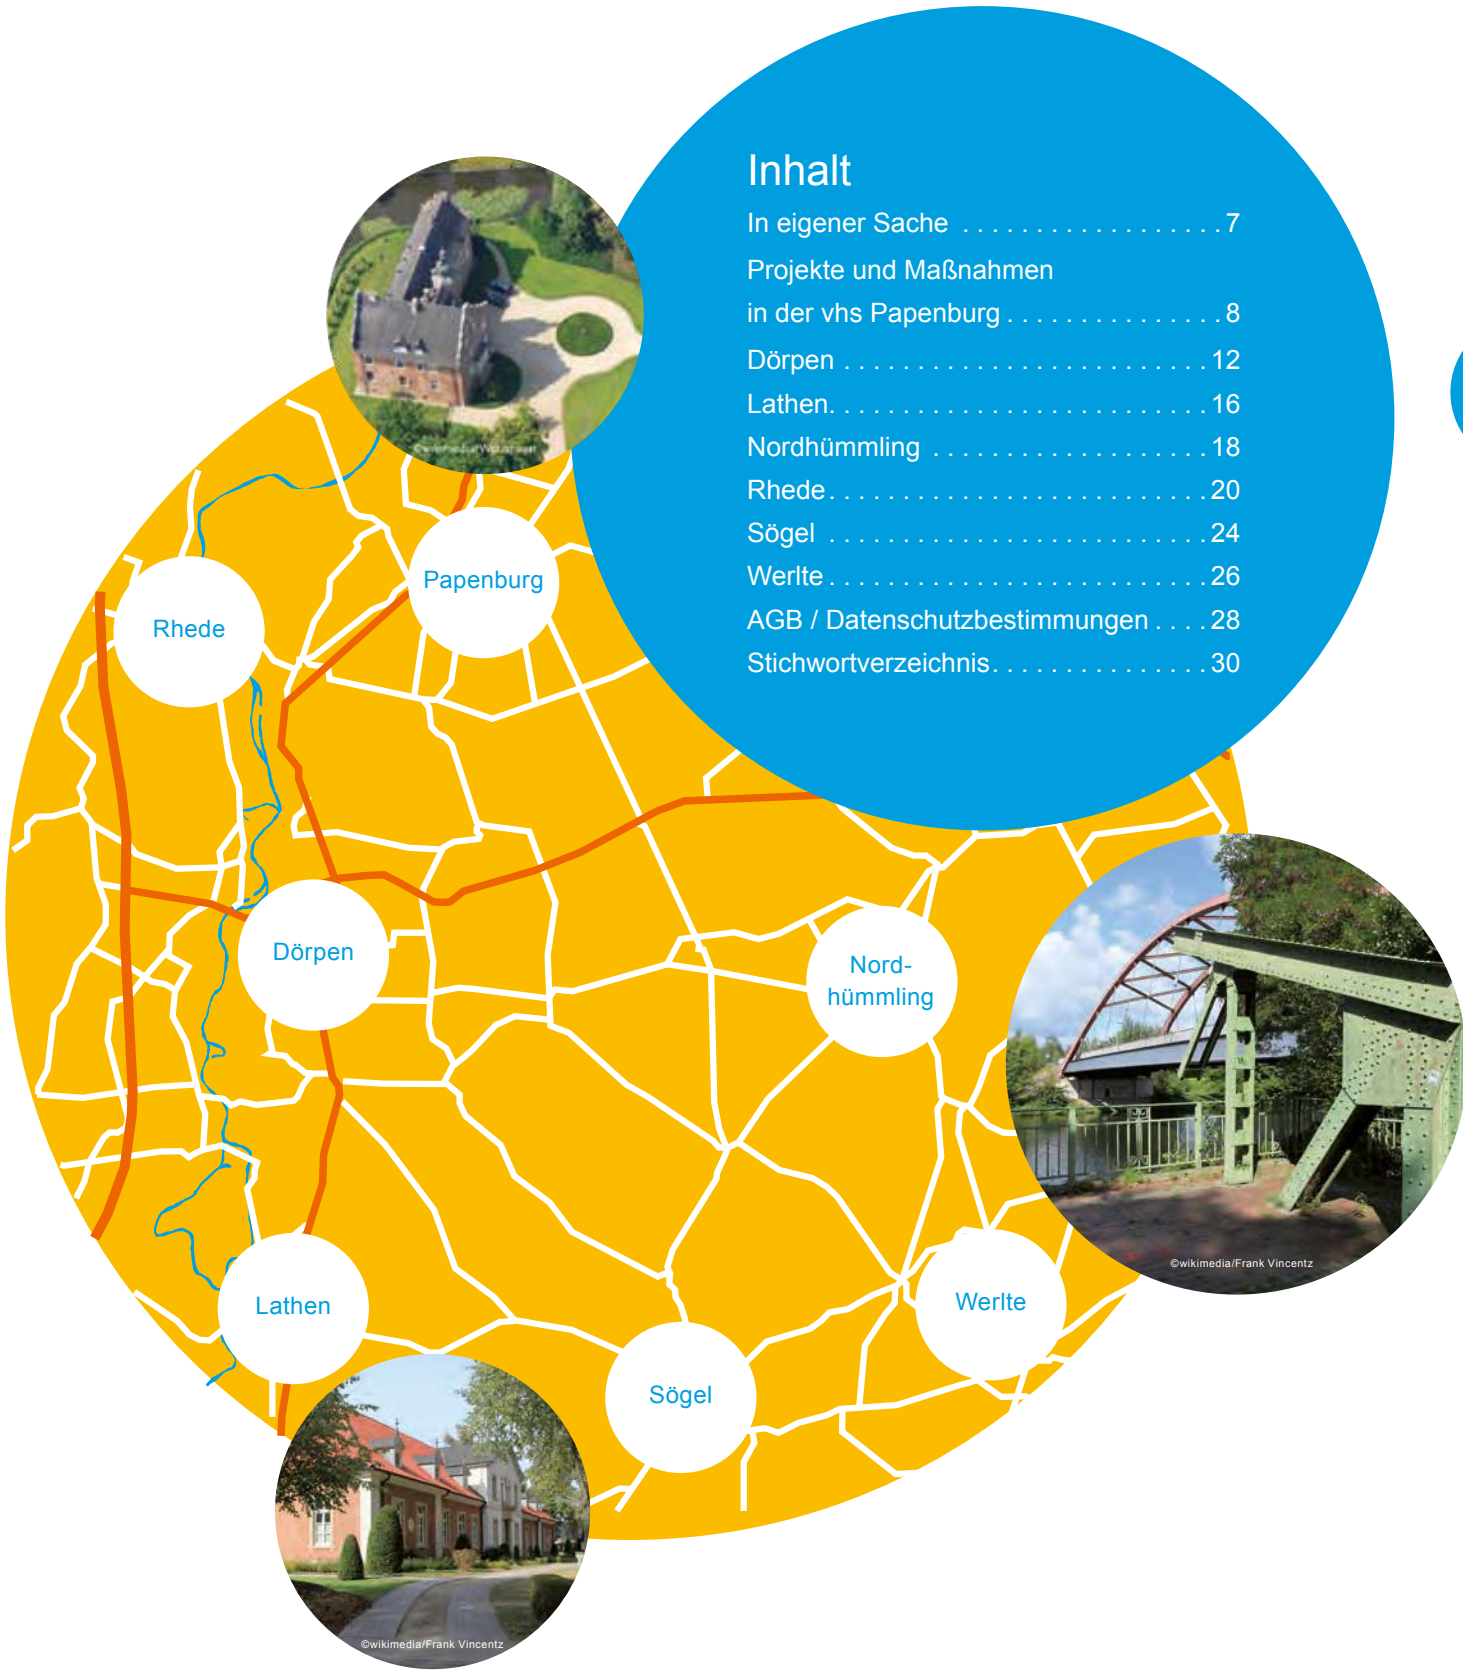 Inhalt
In eigener Sache . . . . . . . . . . . . . . . . . . 7
Projekte und Maßnahmen
in der vhs Papenburg . . . . . . . . . . . . . . . 8
Dörpen . . . . . . . . . . . . . . . . . . . . . . . . . 12
Lathen. . . . . . . . . . . . . . . . . . . . . . . . . . 16
Nordhümmling . . . . . . . . . . . . . . . . . . . 18
Rhede . . . . . . . . . . . . . . . . . . . . . . . . . . 20
Sögel . . . . . . . . . . . . . . . . . . . . . . . . . . 24
Werlte . . . . . . . . . . . . . . . . . . . . . . . . . . 26
AGB / Datenschutzbestimmungen . . . . 28
Stichwortverzeichnis. . . . . . . . . . . . . . . 30
Papenburg
Rhede
Dörpen
Nord-
hümmling
Lathen
Werlte
Sögel
©wikimedia/Frank Vincentz
©wikimedia/Frank Vincentz